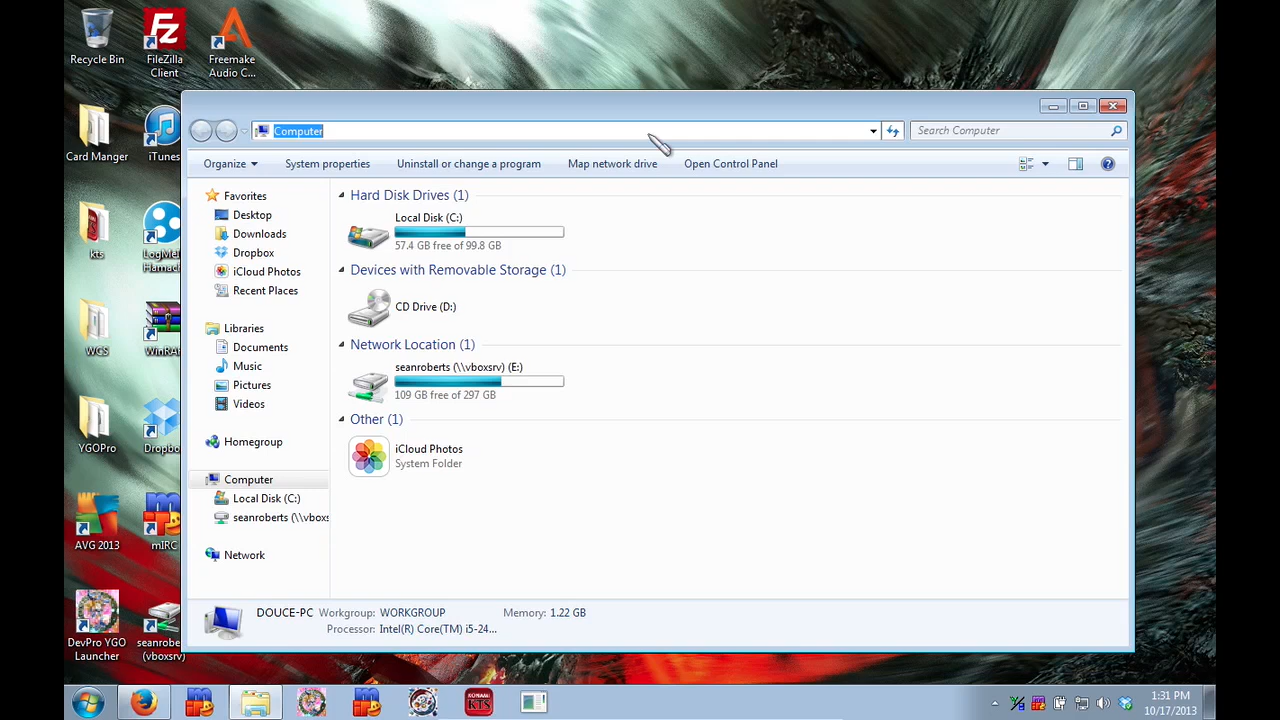 Recycle Bin
FileZilla
Client
Freemake
Audio C...
Card Manger
iTunes
kts
LogMeIn
Hamachi
WCS
WinRAR
YGOPro
Dropbo
AVG 2013
mIRC
DevPro YGO
Launcher
seanroberts
(vboxsrv)
Computer
Search Computer
Organize
System properties
Uninstall or change a program
Map network drive
Open Control Panel
Favorites
Desktop
Downloads
Dropbox
iCloud Photos
Recent Places
Libraries
Documents
Music
Pictures
Videos
Homegroup
Computer
Local Disk (C:)
seanroberts (\\vboxs
Network
Hard Disk Drives (1)
Local Disk (C:)
57.4 GB free of 99.8 GB
Devices with Removable Storage (1)
CD Drive (D:)
Network Location (1)
seanroberts (\\vboxsrv) (E:)
109 GB free of 297 GB
Other (1)
iCloud Photos
System Folder
DOUCE-PC Workgroup: WORKGROUP Memory: 1.22 GB
Processor: Intel(R) Core(TM) i5-24...
KONAMI
KTS
1:31 PM
10/17/2013